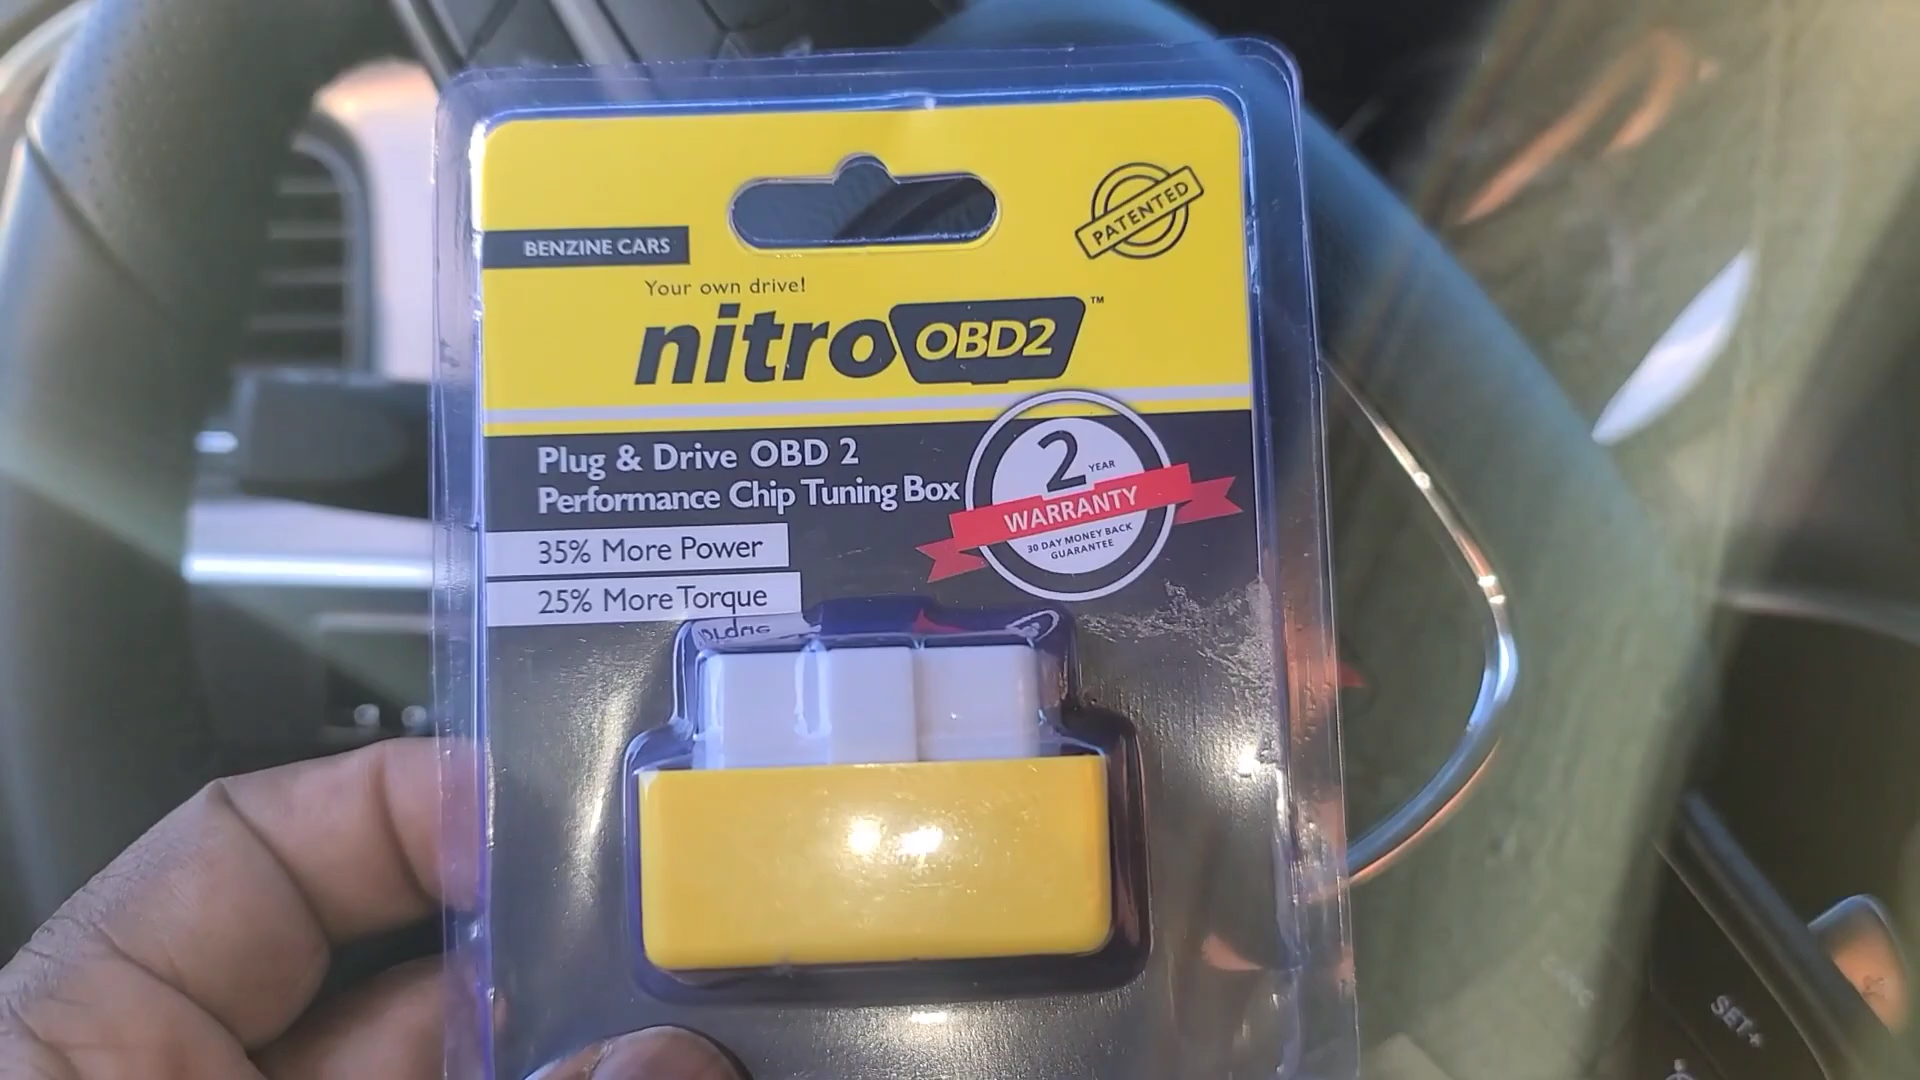 PATENTED
BENZINE CARS
Your own drive!
nitro OBD2 ™
Plug & Drive OBD 2
Performance Chip Tuning Box
2 YEAR
WARRANTY
30 DAY MONEY BACK
GUARANTEE
35% More Power
25% More Torque
SET+